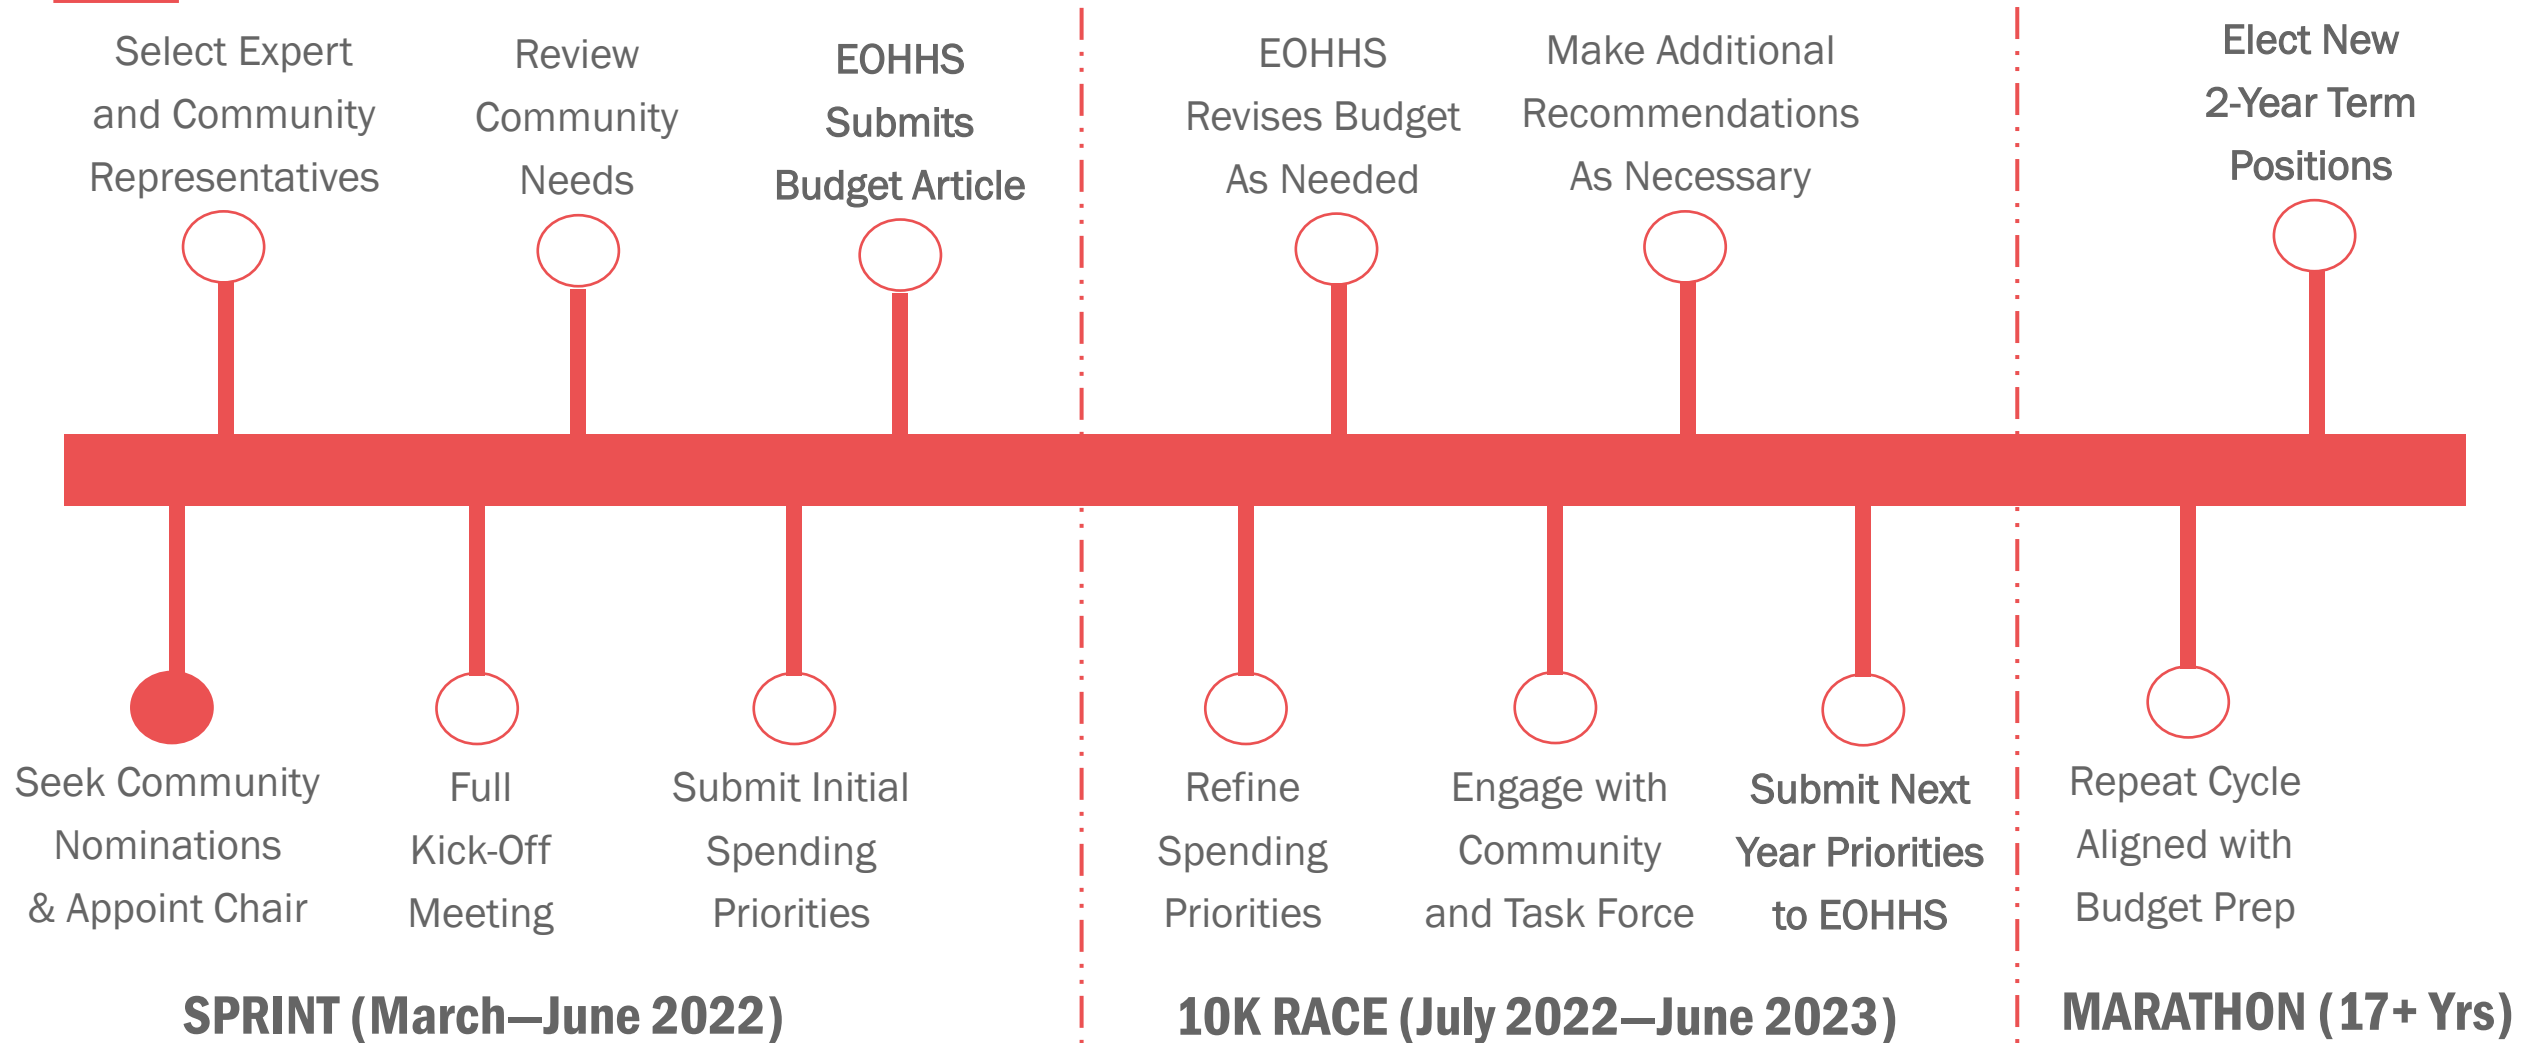 Select Expert
and Community
Representatives
Review
Community
Needs
EOHHS
Submits
Budget Article
EOHHS
Revises Budget
As Needed
Make Additional
Recommendations
As Necessary
Elect New
2-Year Term
Positions
Seek Community
Nominations
& Appoint Chair
Full
Kick-Off
Meeting
Submit Initial
Spending
Priorities
Refine
Spending
Priorities
Engage with
Community
and Task Force
Submit Next
Year Priorities
to EOHHS
Repeat Cycle
Aligned with
Budget Prep
SPRINT (March—June 2022)
10K RACE (July 2022—June 2023)
MARATHON (17+ Yrs)